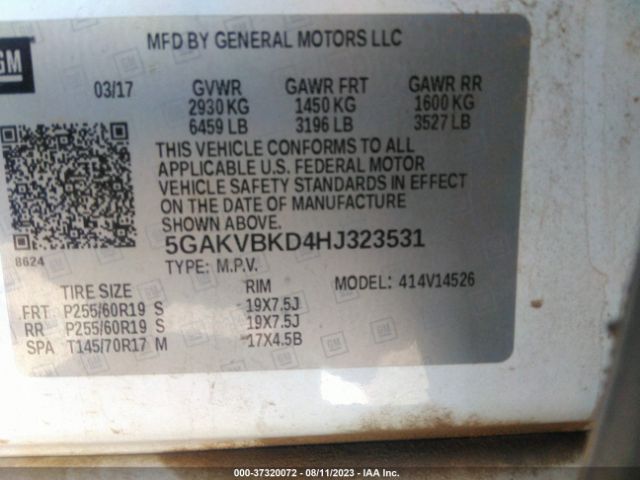 GM
MFD BY GENERAL MOTORS LLC
03/17 GVWR GAWR FRT GAWR RR
2930 KG 1450 KG 1600 KG
6459 LB 3196 LB 3527 LB
THIS VEHICLE CONFORMS TO ALL
APPLICABLE U.S. FEDERAL MOTOR
VEHICLE SAFETY STANDARDS IN EFFECT
ON THE DATE OF MANUFACTURE
SHOWN ABOVE.
8624 5GAKVBKD4HJ323531
TYPE: M.P.V. MODEL: 414V14526
TIRE SIZE RIM
FRT P255/60R19 S 19X7.5J
RR P255/60R19 S 19X7.5J
SPA T145/70R17 M 17X4.5B
000-37320072 - 08/11/2023 - IAA Inc.